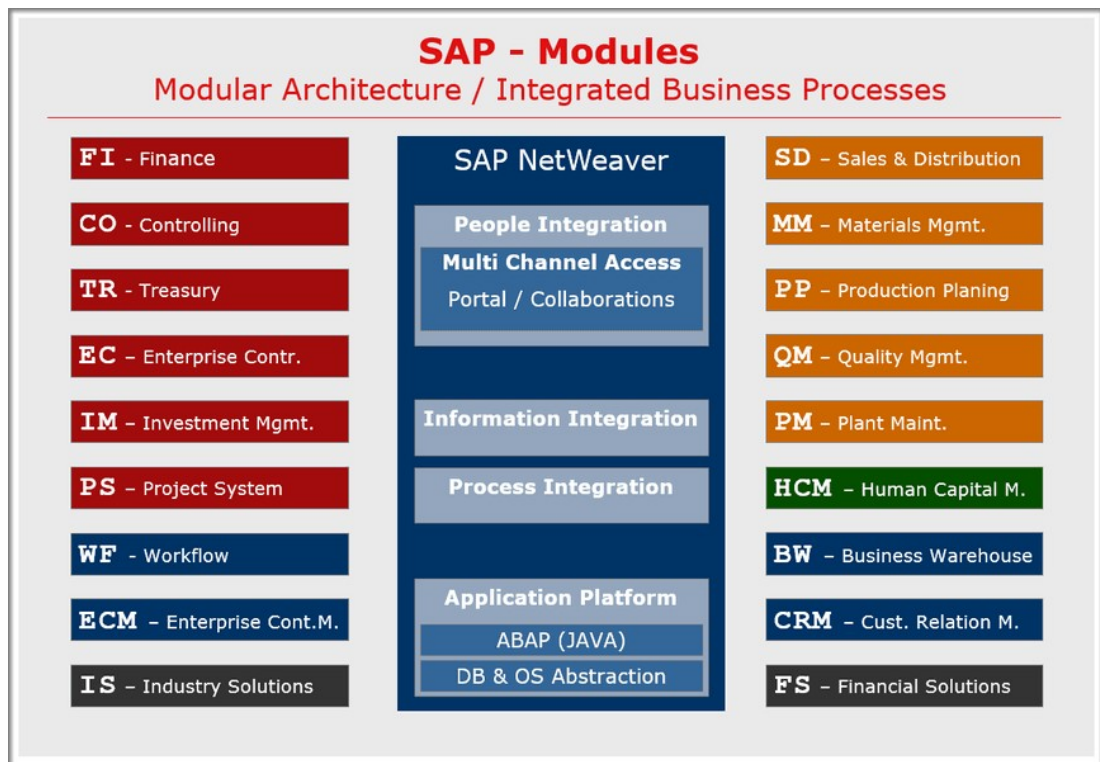 SAP - Modules
Modular Architecture / Integrated Business Processes
FI - Finance
CO - Controlling
TR - Treasury
EC – Enterprise Contr.
IM – Investment Mgmt.
PS – Project System
WF - Workflow
ECM – Enterprise Cont.M.
IS – Industry Solutions
SAP NetWeaver
People Integration
Multi Channel Access
Portal / Collaborations
Information Integration
Process Integration
Application Platform
ABAP (JAVA)
DB & OS Abstraction
SD – Sales & Distribution
MM – Materials Mgmt.
PP – Production Planing
QM – Quality Mgmt.
PM – Plant Maint.
HCM – Human Capital M.
BW – Business Warehouse
CRM – Cust. Relation M.
FS – Financial Solutions